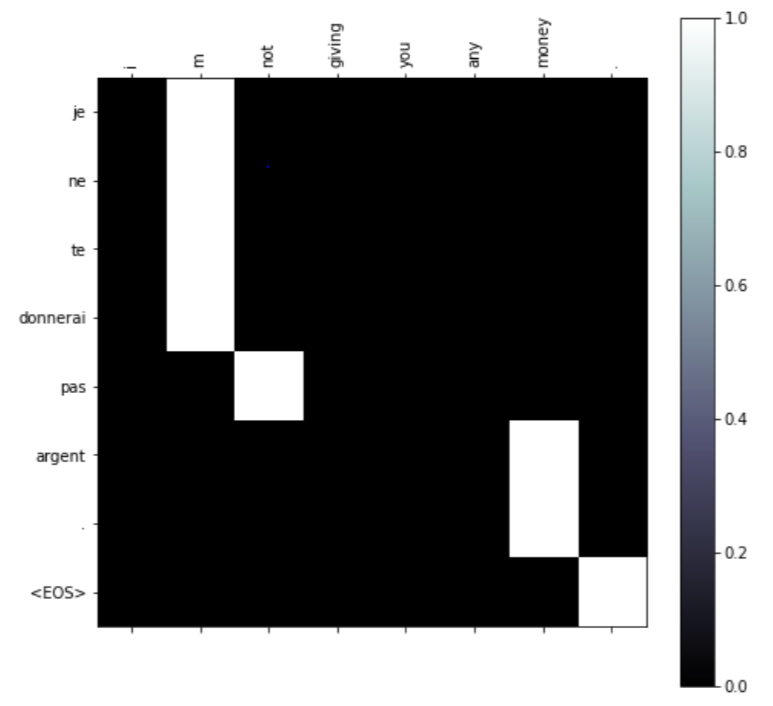 i m not giving you any money .
je
ne
te
donnerai
pas
argent
.
<EOS>
1.0
0.8
0.6
0.4
0.2
0.0